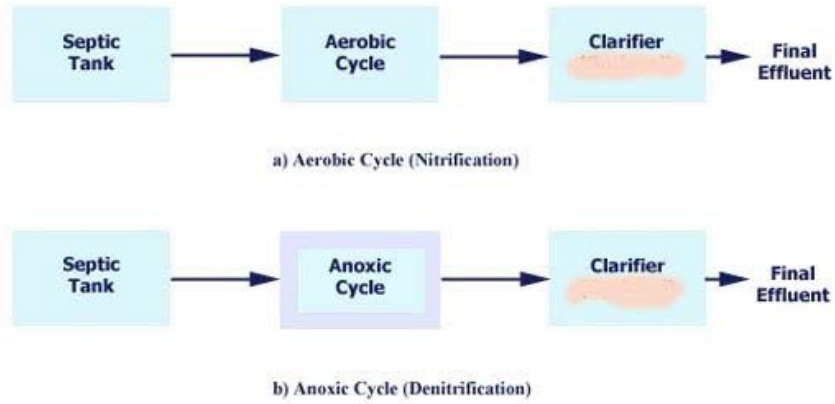 Septic
Tank
Aerobic
Cycle
Clarifier
Final
Effluent
a) Aerobic Cycle (Nitrification)
Septic
Tank
Anoxic
Cycle
Clarifier
Final
Effluent
b) Anoxic Cycle (Denitrification)